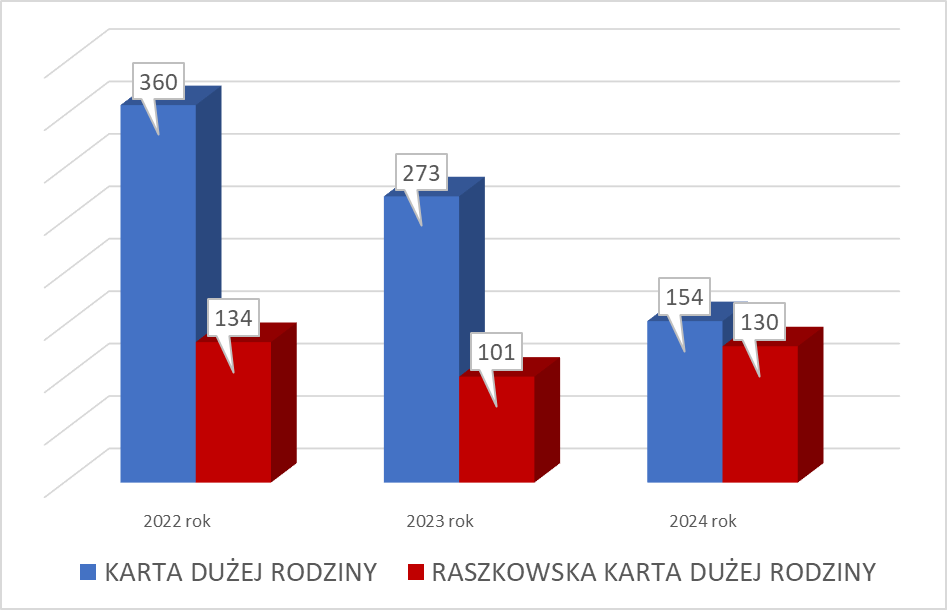 360
134
273
101
154
130
2022 rok
2023 rok
2024 rok
KARTA DUŻEJ RODZINY
RASZKOWSKA KARTA DUŻEJ RODZINY